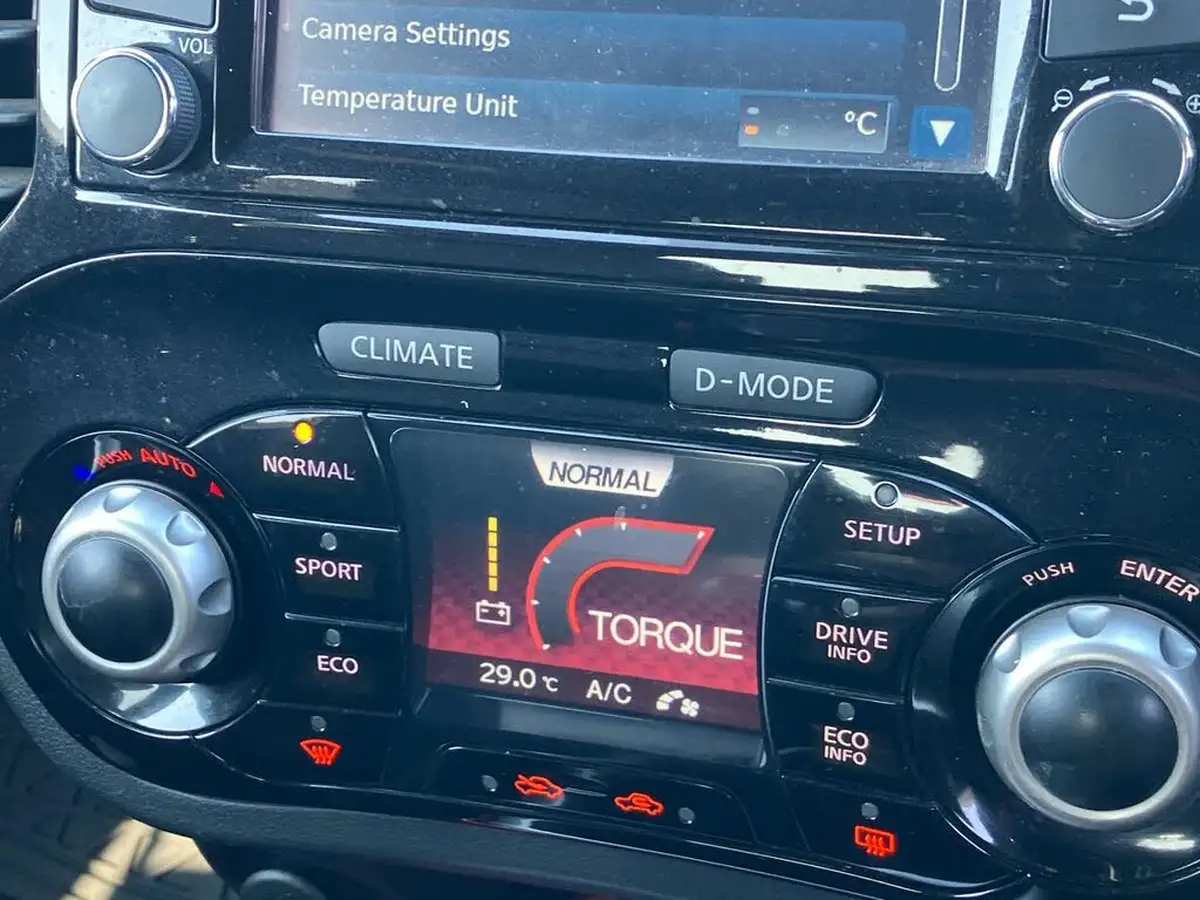 Camera Settings
VOL
Temperature Unit
°C
CLIMATE
D-MODE
PUSH AUTO
NORMAL
NORMAL
SETUP
SPORT
PUSH ENTER
TORQUE
DRIVE
INFO
ECO
29.0 °C A/C
ECO
INFO